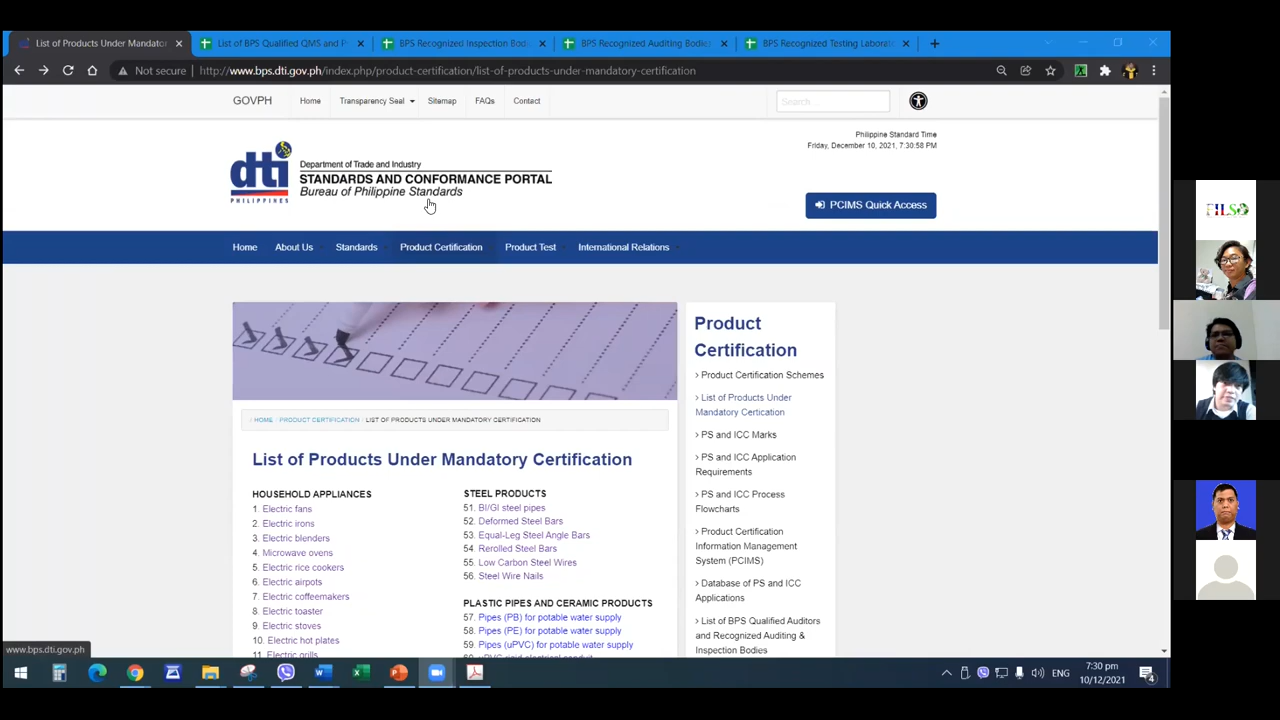 List of Products Under Mandator
List of BPS Qualified QMS and P
BPS Recognized Inspection Bodi
BPS Recognized Auditing Bodies
BPS Recognized Testing Laborat
Not secure
http://www.bps.dti.gov.ph/index.php/product-certification/list-of-products-under-mandatory-certification
GOVPH
Home
Transparency Seal
Sitemap
FAQs
Contact
Search...
Philippine Standard Time
Friday, December 10, 2021, 7:30:58 PM
dti
PHILIPPINES
Department of Trade and Industry
STANDARDS AND CONFORMANCE PORTAL
Bureau of Philippine Standards
PCIMS Quick Access
Home
About Us
Standards
Product Certification
Product Test
International Relations
HOME / PRODUCT CERTIFICATION / LIST OF PRODUCTS UNDER MANDATORY CERTIFICATION
List of Products Under Mandatory Certification
HOUSEHOLD APPLIANCES
1. Electric fans
2. Electric irons
3. Electric blenders
4. Microwave ovens
5. Electric rice cookers
6. Electric airpots
7. Electric coffeemakers
8. Electric toaster
9. Electric stoves
10. Electric hot plates
11. Electric grills
STEEL PRODUCTS
51. BI/GI steel pipes
52. Deformed Steel Bars
53. Equal-Leg Steel Angle Bars
54. Rerolled Steel Bars
55. Low Carbon Steel Wires
56. Steel Wire Nails
PLASTIC PIPES AND CERAMIC PRODUCTS
57. Pipes (PB) for potable water supply
58. Pipes (PE) for potable water supply
59. Pipes (uPVC) for potable water supply
60. uPVC rigid electrical conduit
Product
Certification
› Product Certification Schemes
› List of Products Under
Mandatory Certication
› PS and ICC Marks
› PS and ICC Application
Requirements
› PS and ICC Process
Flowcharts
› Product Certification
Information Management
System (PCIMS)
› Database of PS and ICC
Applications
› List of BPS Qualified Auditors
and Recognized Auditing &
Inspection Bodies
www.bps.dti.gov.ph
ENG
7:30 pm
10/12/2021
4